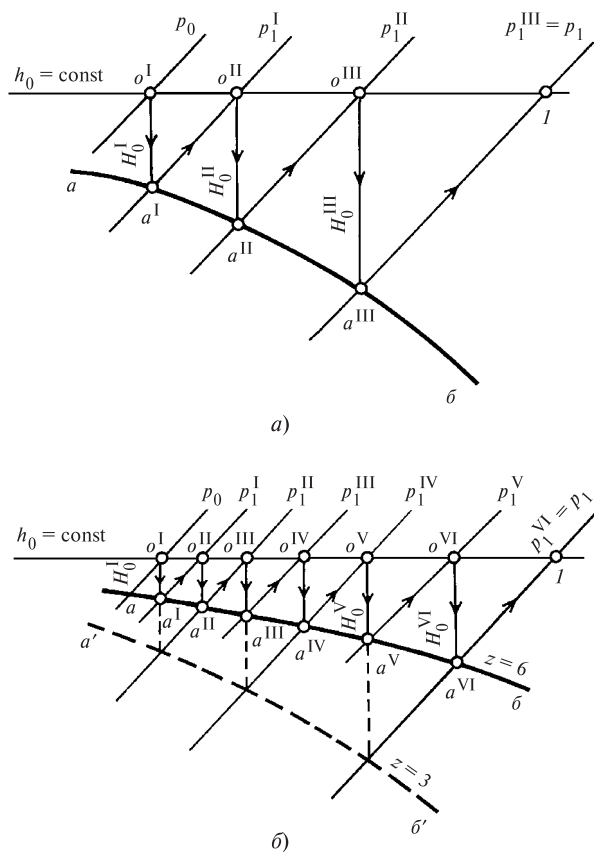 p₀ p₁ᴵ p₁ᴵᴵ p₁ᴵᴵᴵ = p₁
h₀ = const oᴵ oᴵᴵ oᴵᴵᴵ 1
H₀ᴵ H₀ᴵᴵ H₀ᴵᴵᴵ
а aᴵ aᴵᴵ aᴵᴵᴵ б
а)
p₀ p₁ᴵ p₁ᴵᴵ p₁ᴵᴵᴵ p₁ᴵⱽ p₁ⱽ p₁ⱽᴵ = p₁
h₀ = const oᴵ oᴵᴵ oᴵᴵᴵ oᴵⱽ oⱽ oⱽᴵ 1
H₀ᴵ H₀ⱽ H₀ⱽᴵ
а aᴵ aᴵᴵ aᴵᴵᴵ aᴵⱽ aⱽ aⱽᴵ z = 6 б
а′ z = 3 б′
б)